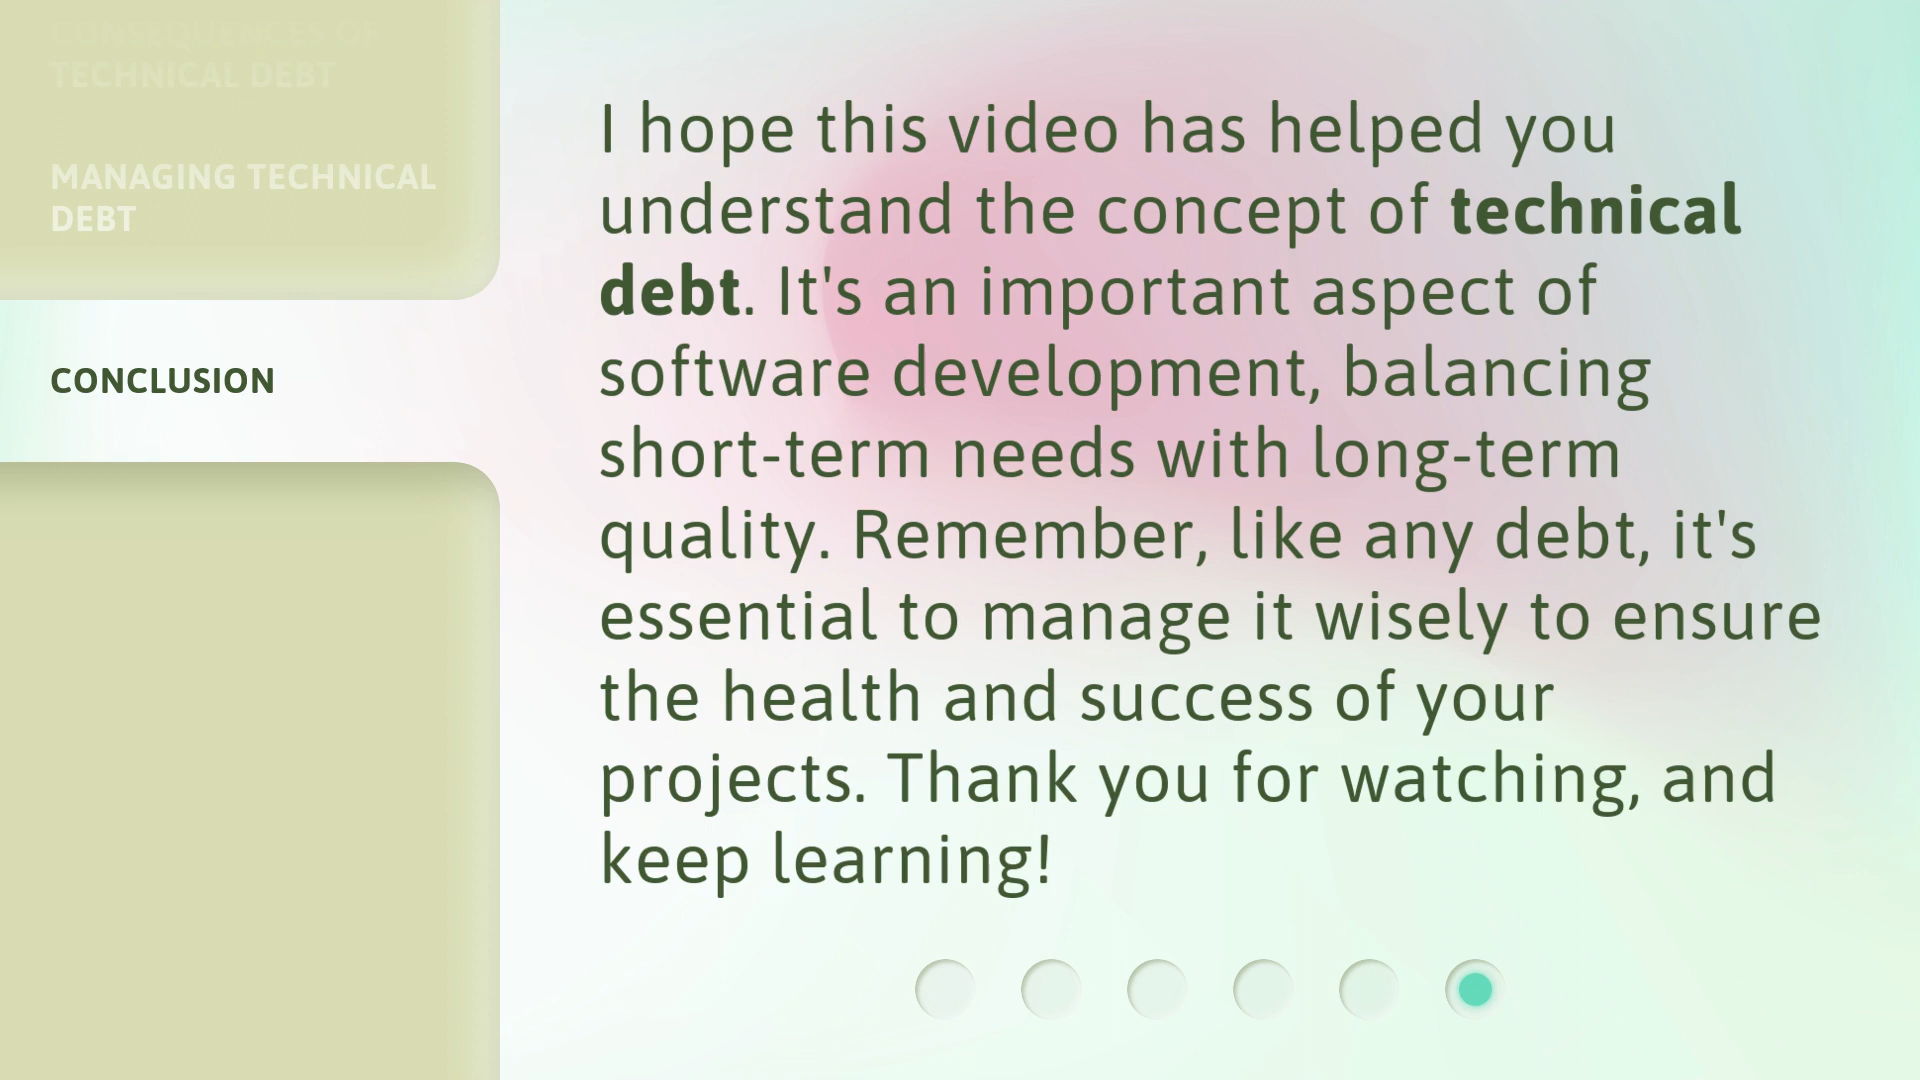 CONSEQUENCES OF
TECHNICAL DEBT
MANAGING TECHNICAL
DEBT
CONCLUSION
I hope this video has helped you
understand the concept of technical
debt. It's an important aspect of
software development, balancing
short-term needs with long-term
quality. Remember, like any debt, it's
essential to manage it wisely to ensure
the health and success of your
projects. Thank you for watching, and
keep learning!